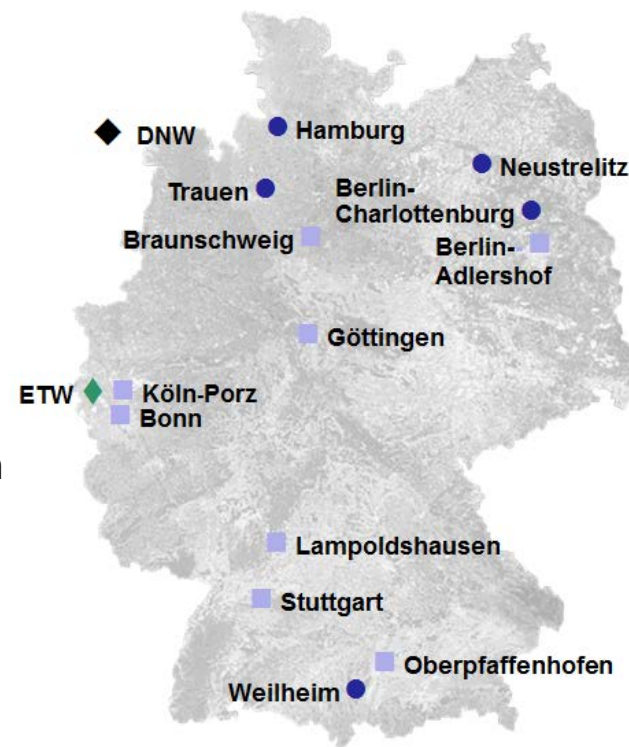 Hamburg
DNW
Neustrelitz
Trauen
Berlin-
Charlottenburg
Braunschweig
Berlin-
Adlershof
Göttingen
ETW
Köln-Porz
Bonn
n
Lampoldshausen
Stuttgart
Oberpfaffenhofen
Weilheim